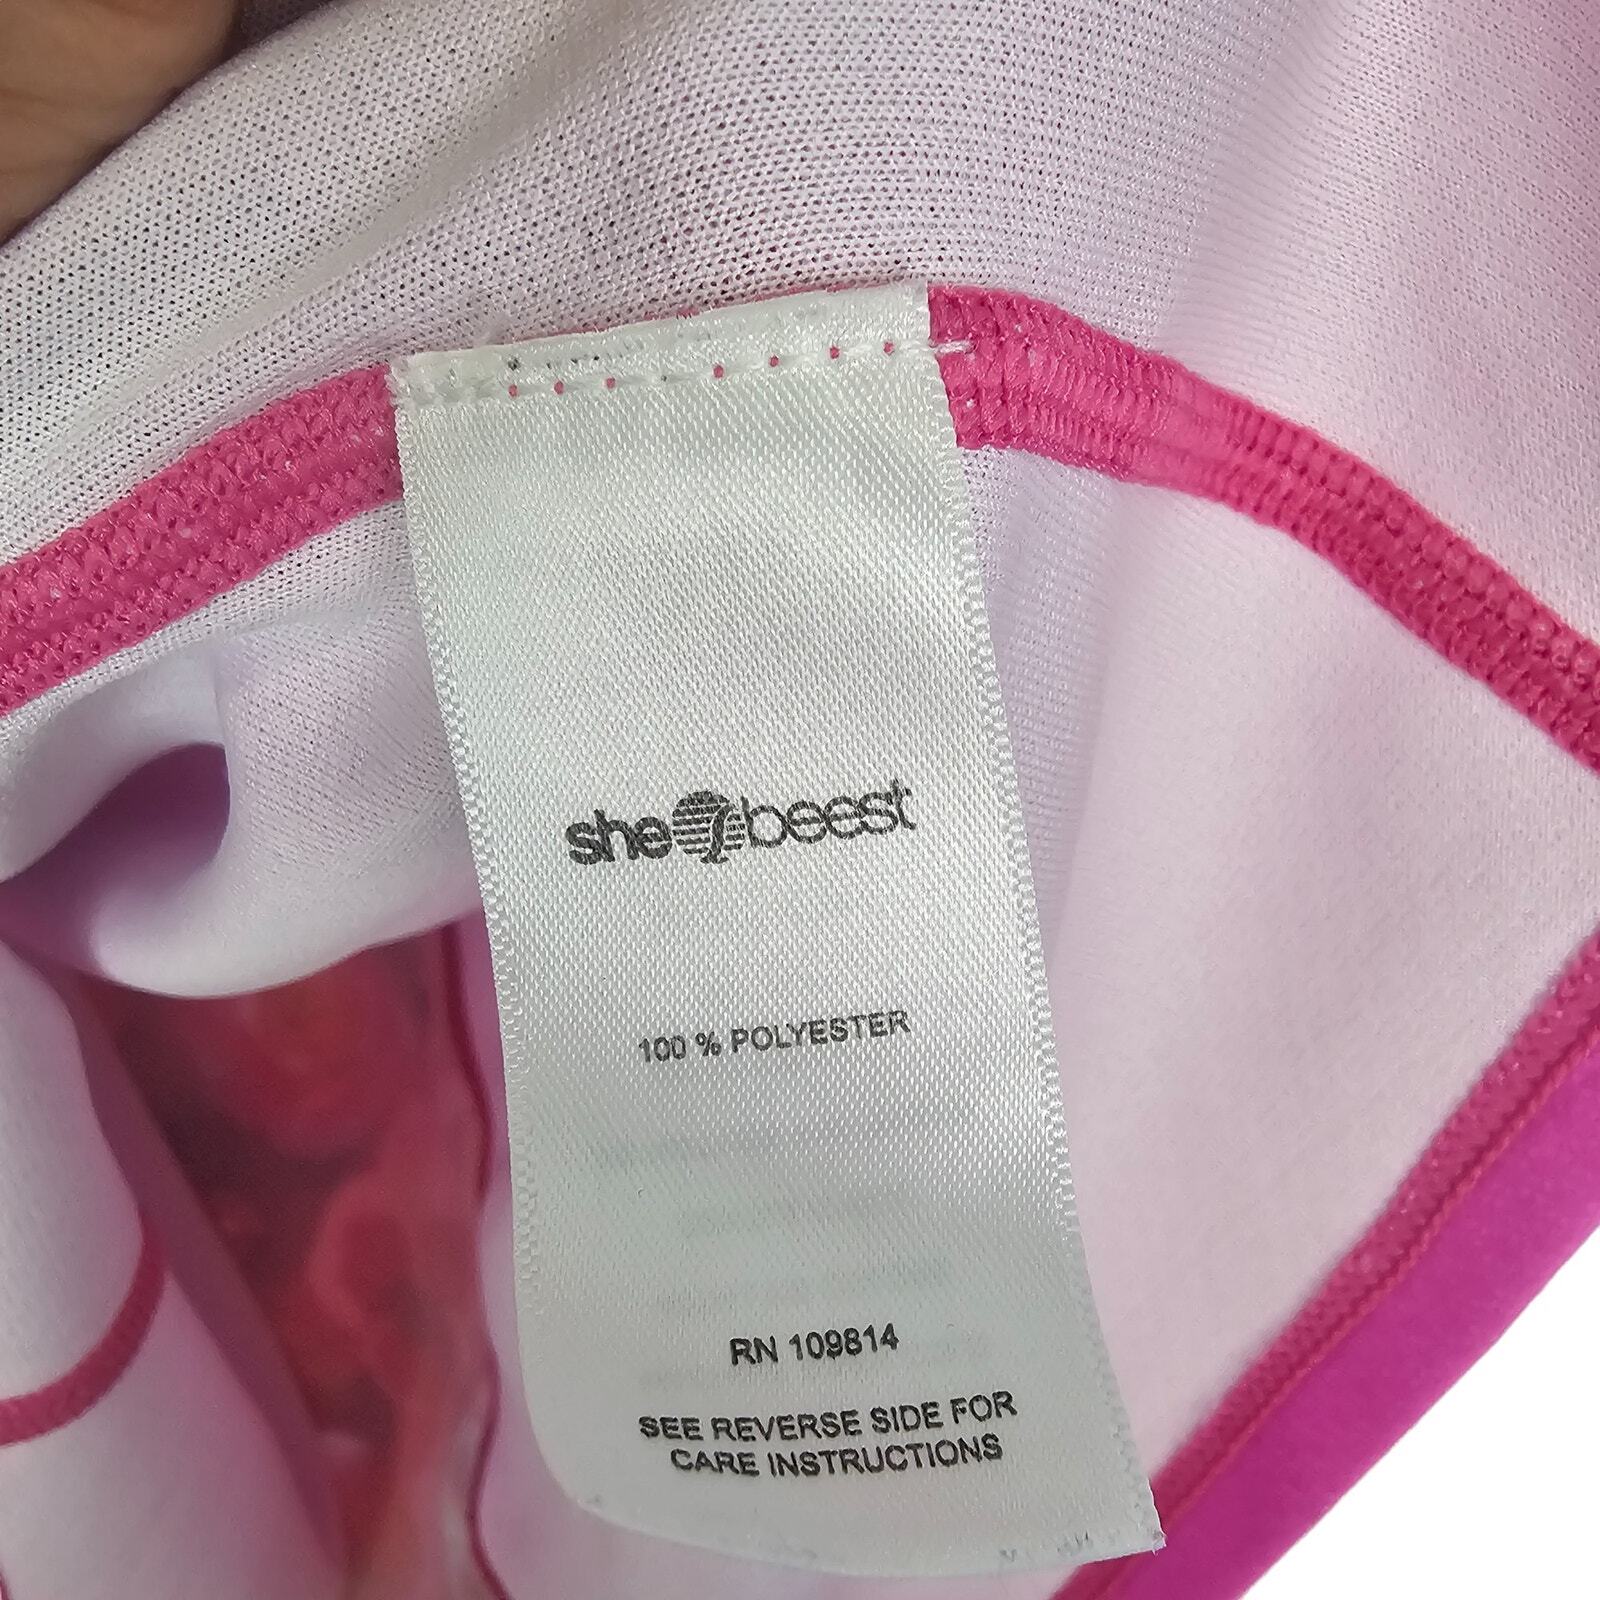 shebeest
100 % POLYESTER
RN 109814
SEE REVERSE SIDE FOR
CARE INSTRUCTIONS